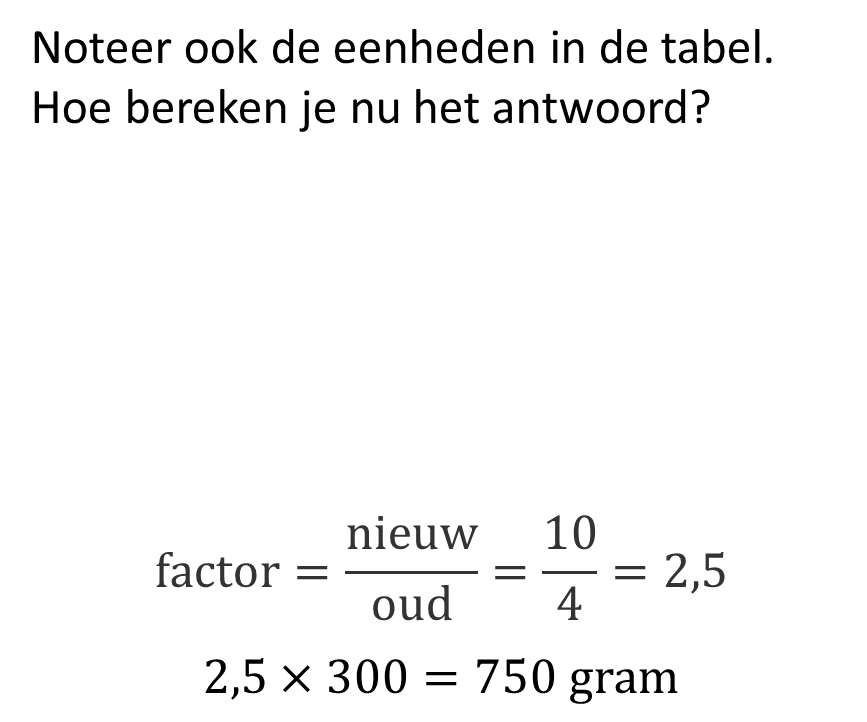 Noteer ook de eenheden in de tabel.
Hoe bereken je nu het antwoord?
factor = nieuw/oud = 10/4 = 2,5
2,5 × 300 = 750 gram